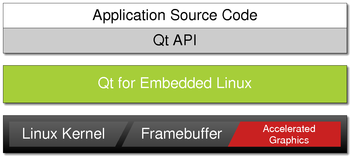 Application Source Code
Qt API
Qt for Embedded Linux
Linux Kernel
Framebuffer
Accelerated
Graphics